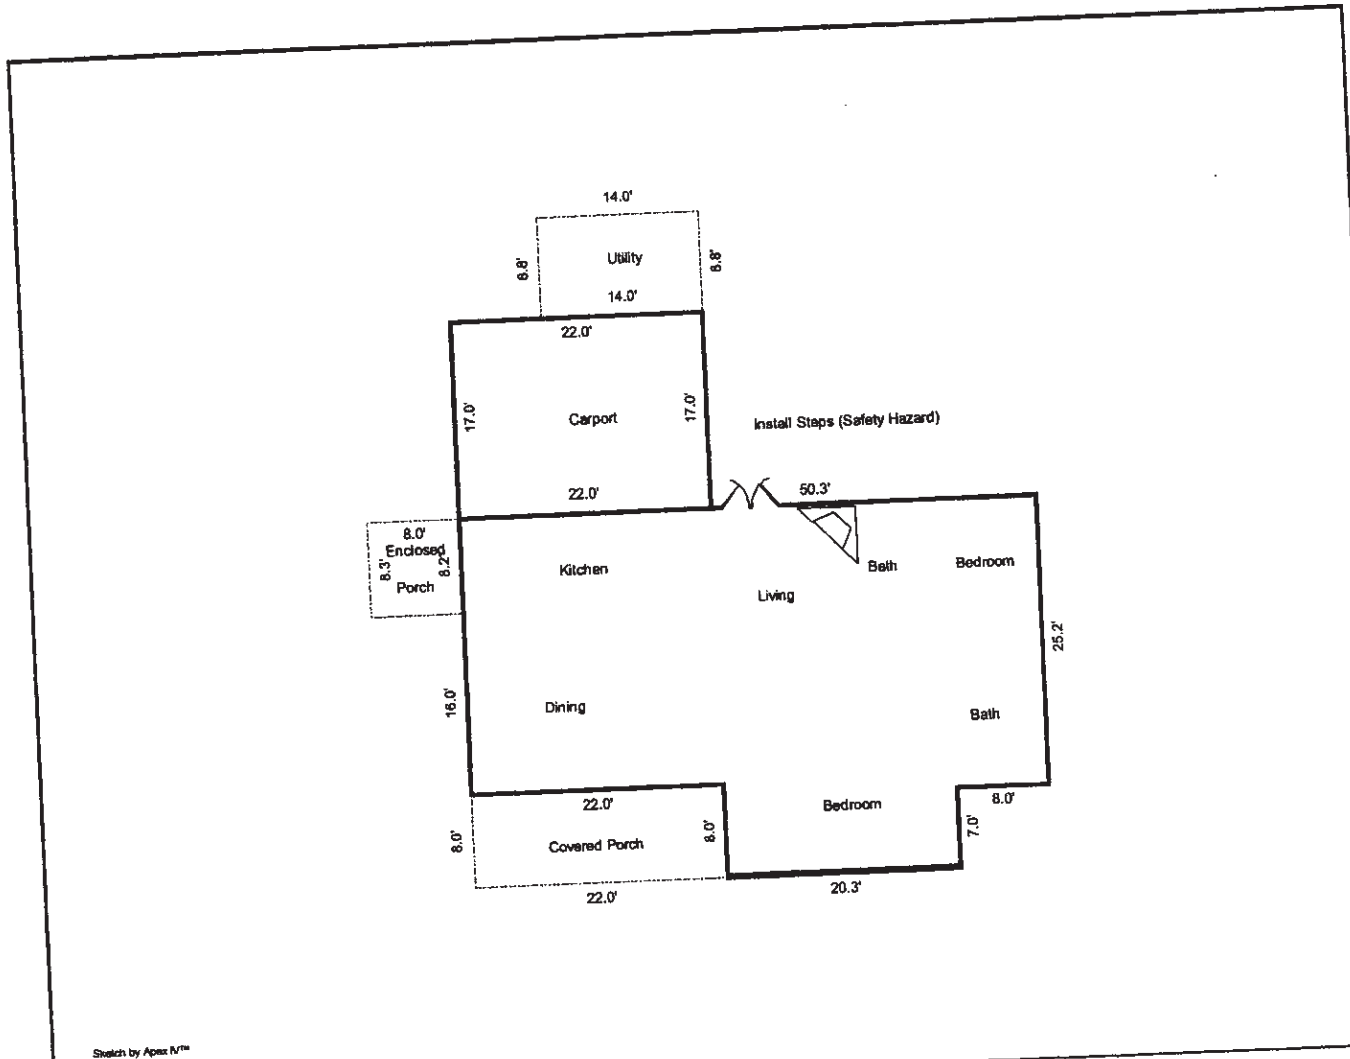 14.0'
8.8'
Utility
8.8'
14.0'
22.0'
17.0'
Carport
17.0'
Install Steps (Safety Hazard)
22.0'
50.3'
8.0'
Enclosed
8.3'
8.2'
Porch
Kitchen
Living
Bath
Bedroom
25.2'
16.0'
Dining
Bath
22.0'
Bedroom
8.0'
8.0'
Covered Porch
8.0'
7.0'
22.0'
20.3'
Sketch by Apex IV™